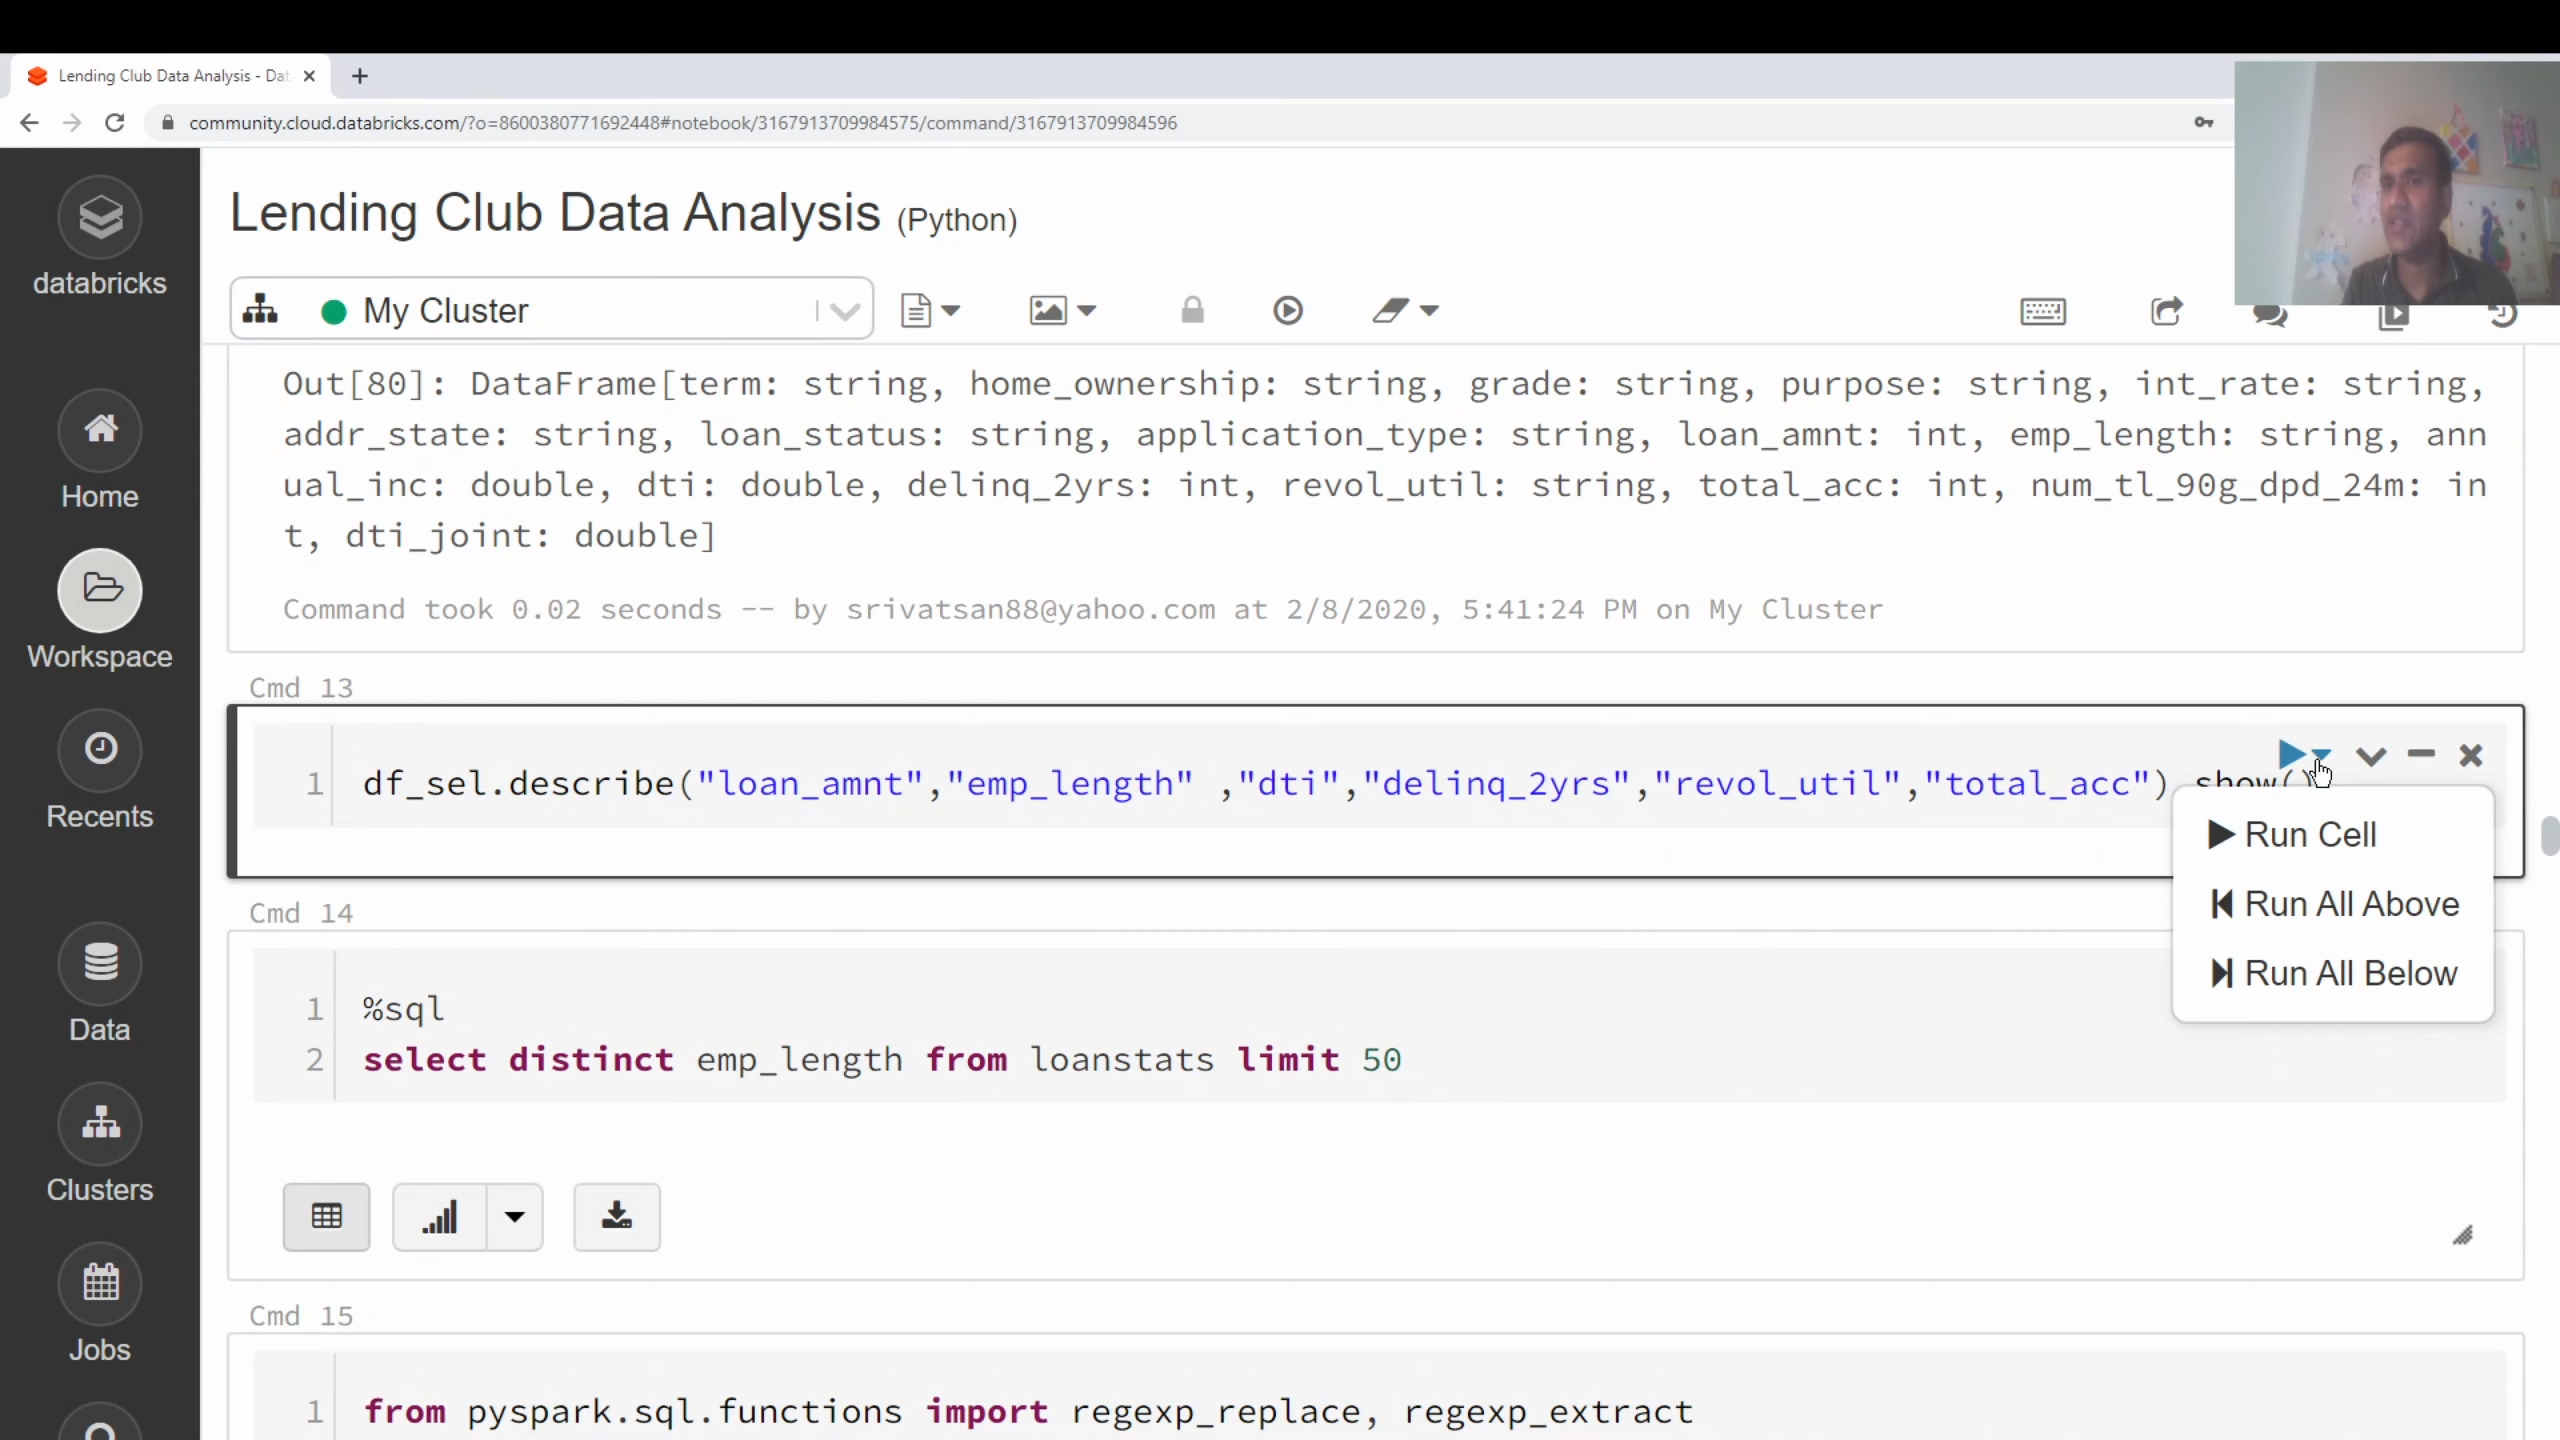 Lending Club Data Analysis - Dat
community.cloud.databricks.com/?o=8600380771692448#notebook/3167913709984575/command/3167913709984596
databricks
Home
Workspace
Recents
Data
Clusters
Jobs
Lending Club Data Analysis (Python)
My Cluster
Out[80]: DataFrame[term: string, home_ownership: string, grade: string, purpose: string, int_rate: string,
addr_state: string, loan_status: string, application_type: string, loan_amnt: int, emp_length: string, ann
ual_inc: double, dti: double, delinq_2yrs: int, revol_util: string, total_acc: int, num_tl_90g_dpd_24m: in
t, dti_joint: double]
Command took 0.02 seconds -- by srivatsan88@yahoo.com at 2/8/2020, 5:41:24 PM on My Cluster
Cmd 13
1 df_sel.describe("loan_amnt","emp_length" ,"dti","delinq_2yrs","revol_util","total_acc").show()
Run Cell
Run All Above
Run All Below
Cmd 14
1 %sql
2 select distinct emp_length from loanstats limit 50
Cmd 15
1 from pyspark.sql.functions import regexp_replace, regexp_extract